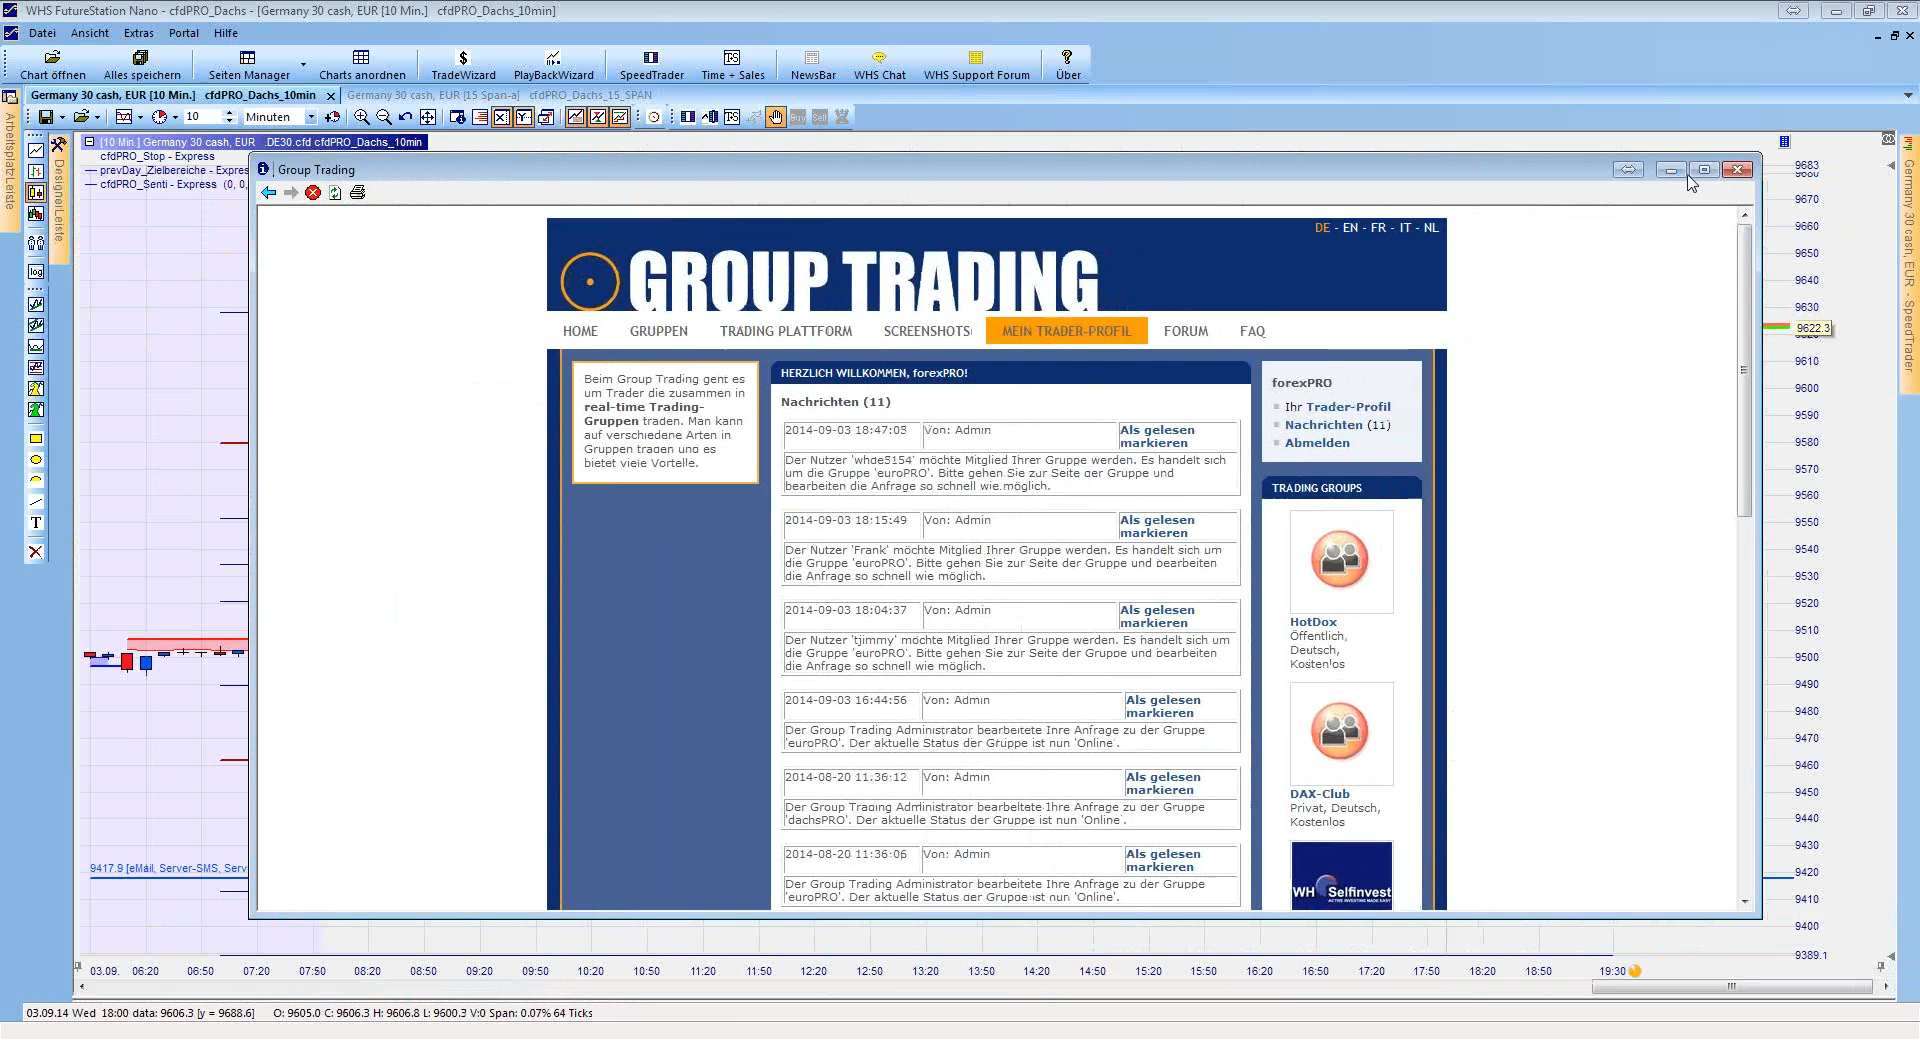 WHS FutureStation Nano - cfdPRO_Dachs - [Germany 30 cash, EUR [10 Min.] cfdPRO_Dachs_10min]
Datei Ansicht Extras Portal Hilfe
Chart öffnen Alles speichern Seiten Manager Charts anordnen TradeWizard PlayBackWizard SpeedTrader Time + Sales NewsBar WHS Chat WHS Support Forum Über
Germany 30 cash, EUR [10 Min.] cfdPRO_Dachs_10min Germany 30 cash, EUR [15 Span-a] cfdPRO_Dachs_15_SPAN
10 Minuten Buy Sell
ArbeitsplatzLeiste
DesignerLeiste
log
T
[10 Min.] Germany 30 cash, EUR .DE30.cfd cfdPRO_Dachs_10min
cfdPRO_Stop - Express
prevDay_Zielbereiche - Expres
cfdPRO_Senti - Express (0, 0,
Group Trading
DE - EN - FR - IT - NL
GROUP TRADING
HOME GRUPPEN TRADING PLATTFORM SCREENSHOTS MEIN TRADER-PROFIL FORUM FAQ
Beim Group Trading geht es
um Trader die zusammen in
real-time Trading-
Gruppen traden. Man kann
auf verschiedene Arten in
Gruppen traden und es
bietet viele Vorteile.
HERZLICH WILLKOMMEN, forexPRO!
Nachrichten (11)
2014-09-03 18:47:05 Von: Admin Als gelesen
markieren
Der Nutzer 'whde5154' möchte Mitglied Ihrer Gruppe werden. Es handelt sich
um die Gruppe 'euroPRO'. Bitte gehen Sie zur Seite der Gruppe und
bearbeiten die Anfrage so schnell wie möglich.
2014-09-03 18:15:49 Von: Admin Als gelesen
markieren
Der Nutzer 'Frank' möchte Mitglied Ihrer Gruppe werden. Es handelt sich um
die Gruppe 'euroPRO'. Bitte gehen Sie zur Seite der Gruppe und bearbeiten
die Anfrage so schnell wie möglich.
2014-09-03 18:04:37 Von: Admin Als gelesen
markieren
Der Nutzer 'tjimmy' möchte Mitglied Ihrer Gruppe werden. Es handelt sich um
die Gruppe 'euroPRO'. Bitte gehen Sie zur Seite der Gruppe und bearbeiten
die Anfrage so schnell wie möglich.
2014-09-03 16:44:56 Von: Admin Als gelesen
markieren
Der Group Trading Administrator bearbeitete Ihre Anfrage zu der Gruppe
'euroPRO'. Der aktuelle Status der Gruppe ist nun 'Online'.
2014-08-20 11:36:12 Von: Admin Als gelesen
markieren
Der Group Trading Administrator bearbeitete Ihre Anfrage zu der Gruppe
'dachsPRO'. Der aktuelle Status der Gruppe ist nun 'Online'.
2014-08-20 11:36:06 Von: Admin Als gelesen
markieren
Der Group Trading Administrator bearbeitete Ihre Anfrage zu der Gruppe
'euroPRO'. Der aktuelle Status der Gruppe ist nun 'Online'.
forexPRO
Ihr Trader-Profil
Nachrichten (11)
Abmelden
TRADING GROUPS
HotDox
Öffentlich,
Deutsch,
Kostenlos
DAX-Club
Privat, Deutsch,
Kostenlos
WH Selfinvest
ACTIVE INVESTING MADE EASY
9683
9680
9670
9660
9650
9640
9630
9622.3
9610
9600
9590
9580
9570
9560
9550
9540
9530
9520
9510
9500
9490
9480
9470
9460
9450
9440
9430
9420
9410
9400
9389.1
Germany 30 cash, EUR - SpeedTrader
9417.9 [eMail, Server-SMS, Serv
03.09. 06:20 06:50 07:20 07:50 08:20 08:50 09:20 09:50 10:20 10:50 11:20 11:50 12:20 12:50 13:20 13:50 14:20 14:50 15:20 15:50 16:20 16:50 17:20 17:50 18:20 18:50 19:30
03.09.14 Wed 18:00 data: 9606.3 [y = 9688.6] O: 9605.0 C: 9606.3 H: 9606.8 L: 9600.3 V:0 Span: 0.07% 64 Ticks